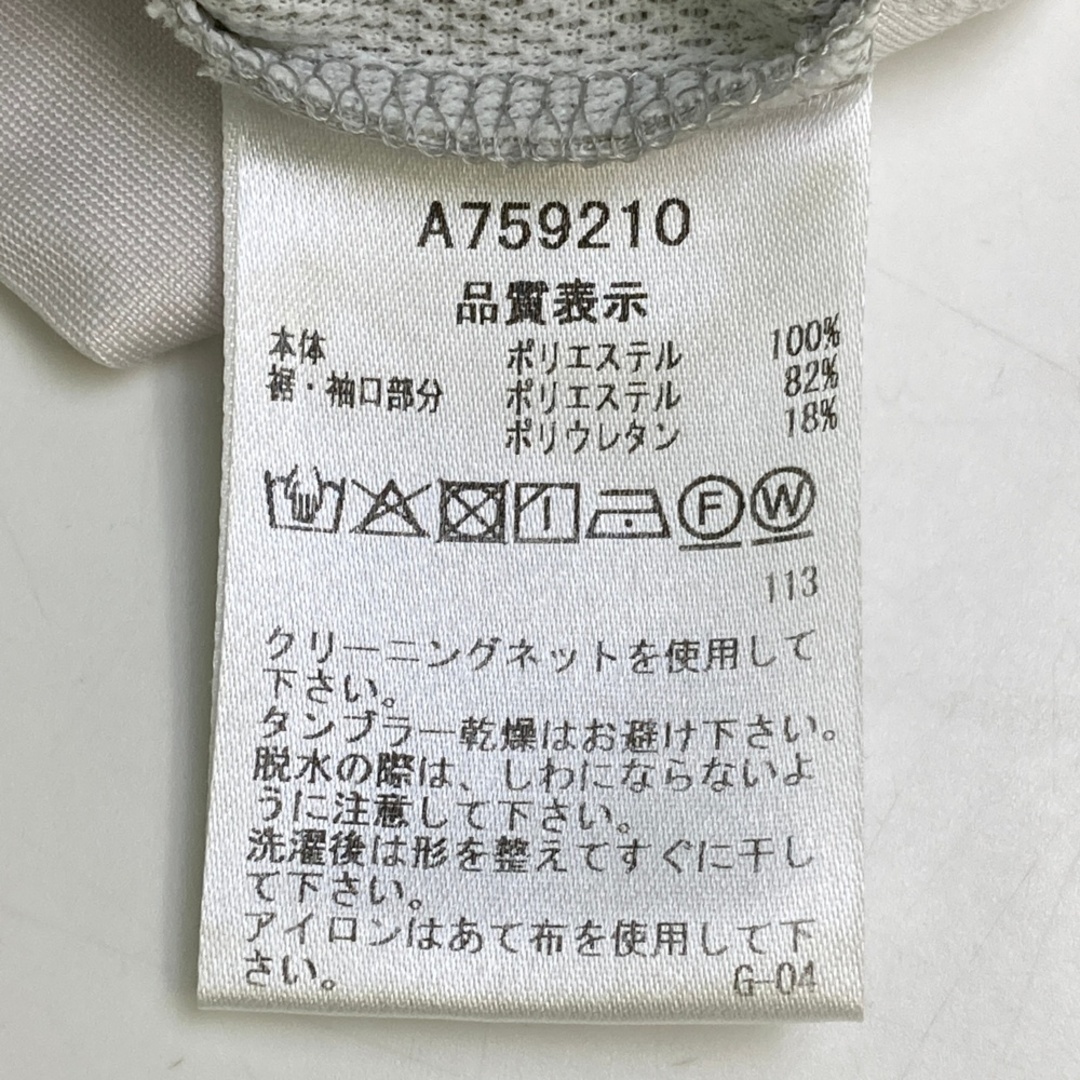 A759210
品質表示
本体 ポリエステル 100%
裾・袖口部分 ポリエステル 82%
ポリウレタン 18%
F W
113
クリーニングネットを使用して
下さい。
タンブラー乾燥はお避け下さい。
脱水の際は、しわにならないよ
うに注意して下さい。
洗濯後は形を整えてすぐに干し
て下さい。
アイロンはあて布を使用して下
さい。
G-04